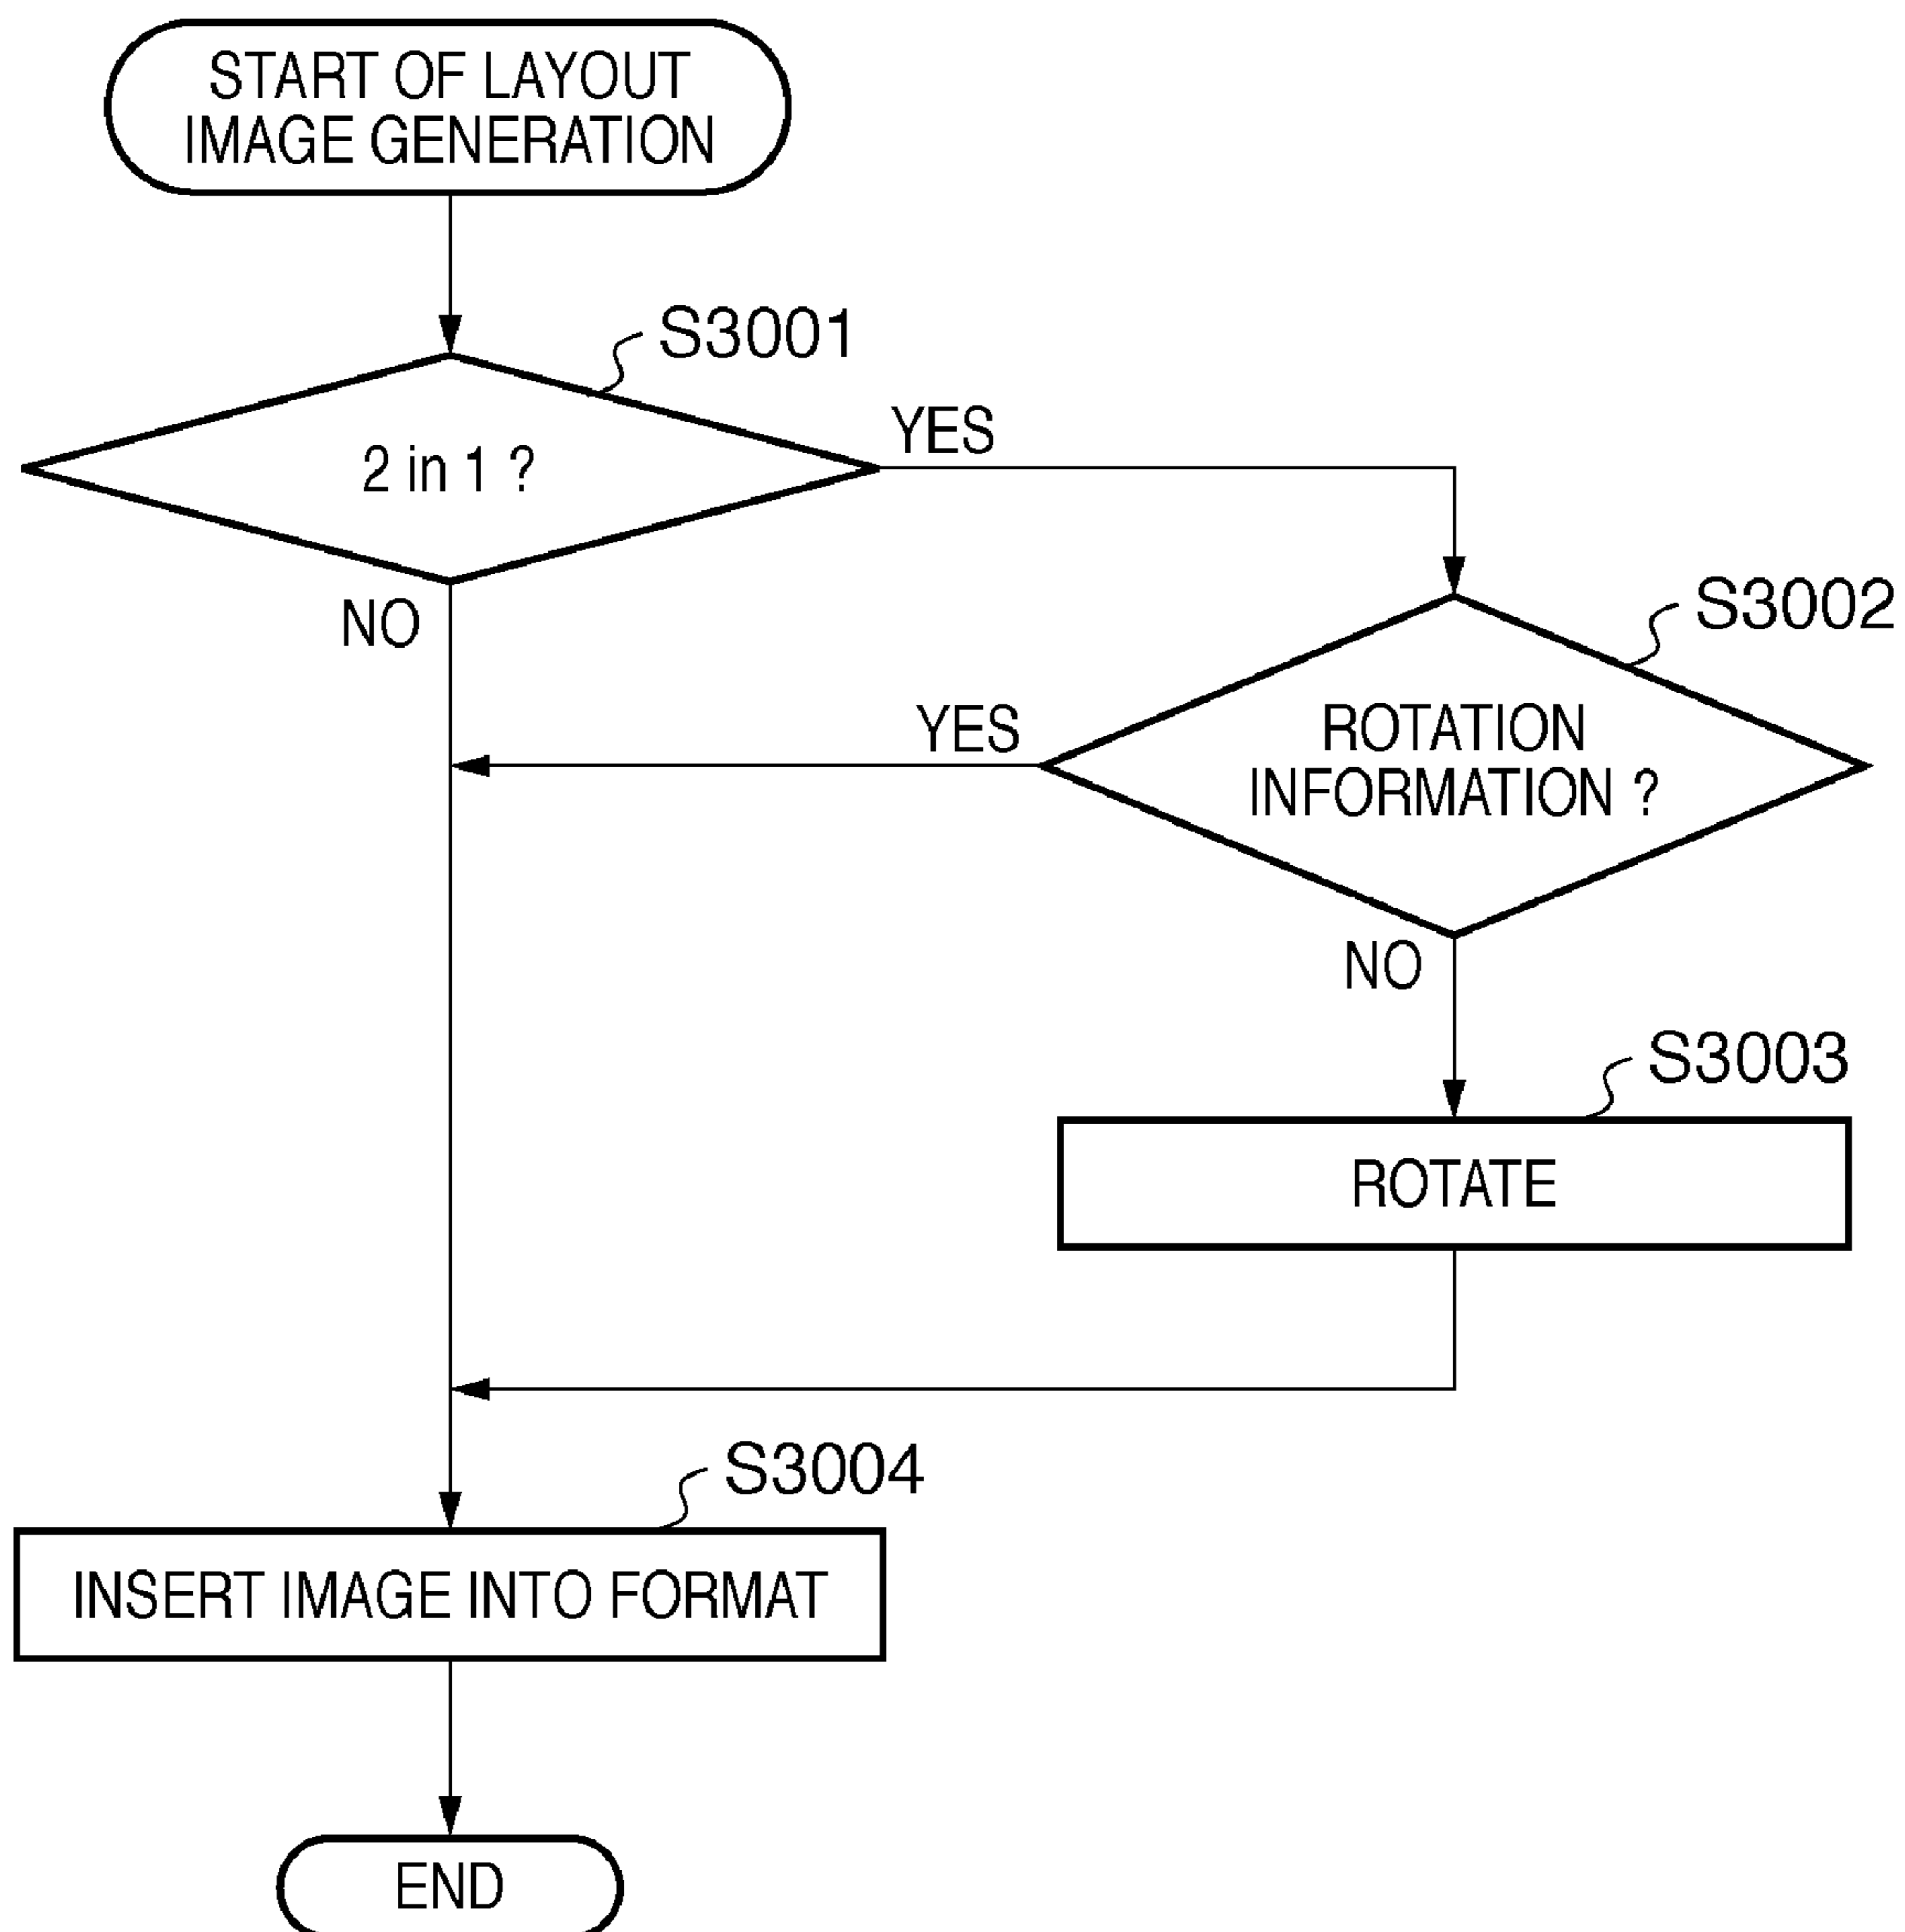 START OF LAYOUT
IMAGE GENERATION
S3001
2 in 1 ?
YES
NO
S3002
ROTATION
INFORMATION ?
YES
NO
S3003
ROTATE
S3004
INSERT IMAGE INTO FORMAT
END